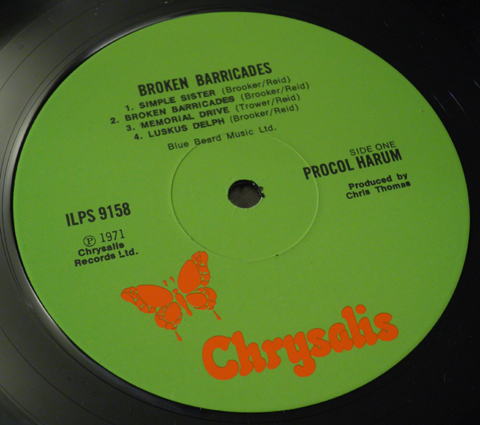 BROKEN BARRICADES
1. SIMPLE SISTER (Brooker/Reid)
2. BROKEN BARRICADES (Brooker/Reid)
3. MEMORIAL DRIVE (Trower/Reid)
4. LUSKUS DELPH (Brooker/Reid)
Blue Beard Music Ltd.
SIDE ONE
PROCOL HARUM
Produced by
Chris Thomas
ILPS 9158
Ⓟ 1971
Chrysalis
Records Ltd.
Chrysalis